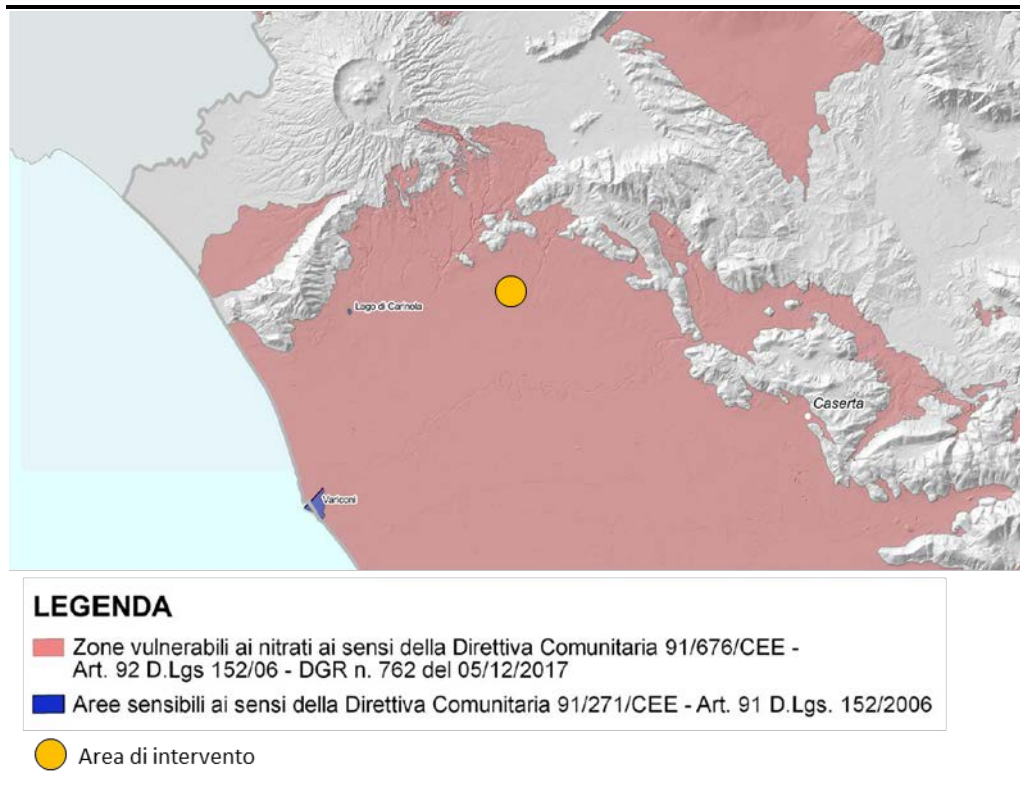 Lago di Carinola
Caserta
Variconi
LEGENDA
Zone vulnerabili ai nitrati ai sensi della Direttiva Comunitaria 91/676/CEE -
Art. 92 D.Lgs 152/06 - DGR n. 762 del 05/12/2017
Aree sensibili ai sensi della Direttiva Comunitaria 91/271/CEE - Art. 91 D.Lgs. 152/2006
Area di intervento